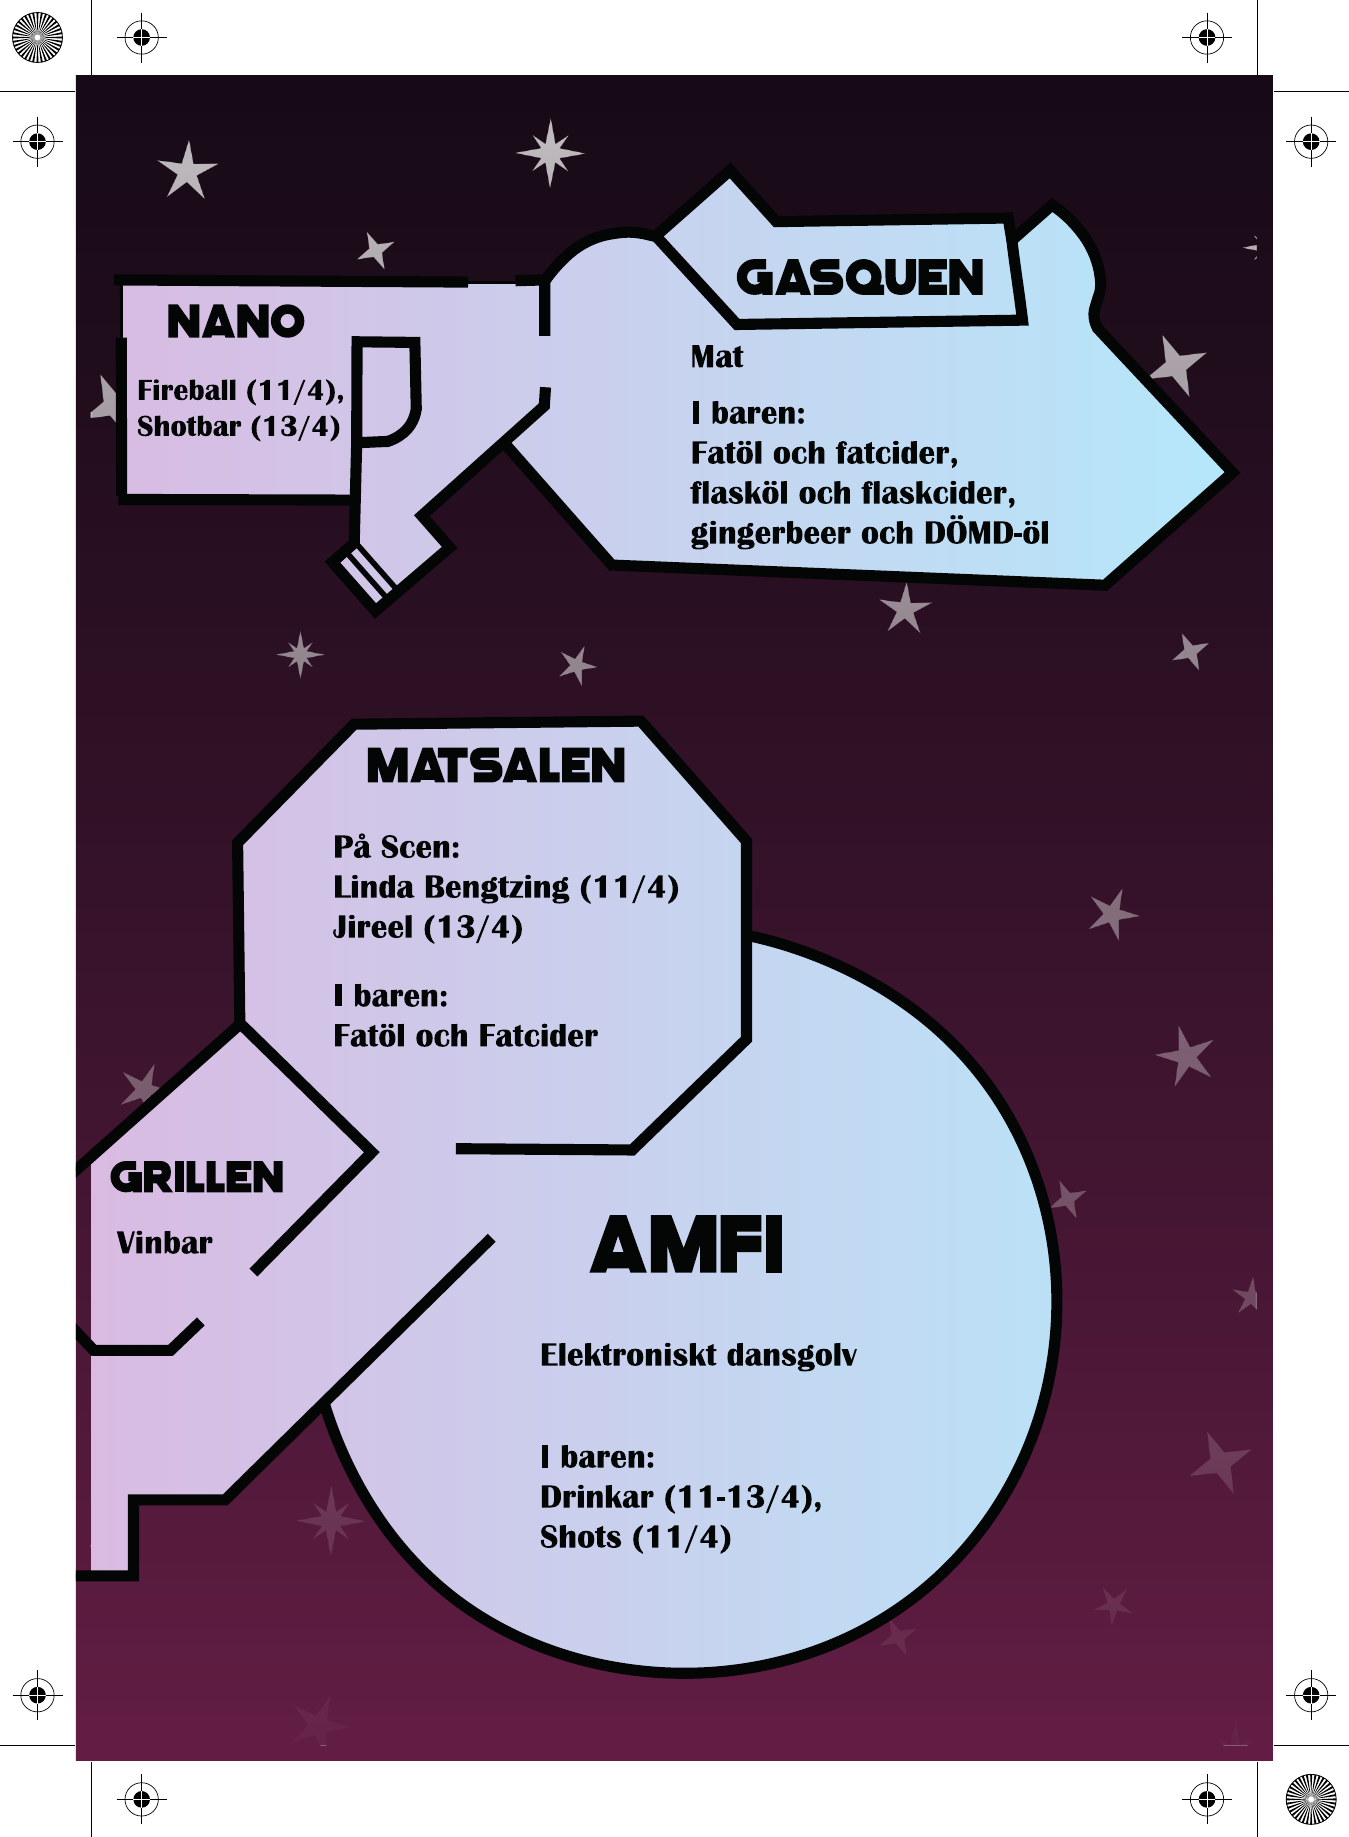 NANO
Fireball (11/4),
Shotbar (13/4)
GASQUEN
Mat
I baren:
Fatöl och fatcider,
flasköl och flaskcider,
gingerbeer och DÖMD-öl
MATSALEN
På Scen:
Linda Bengtzing (11/4)
Jireel (13/4)
I baren:
Fatöl och Fatcider
GRILLEN
Vinbar
AMFI
Elektroniskt dansgolv
I baren:
Drinkar (11-13/4),
Shots (11/4)